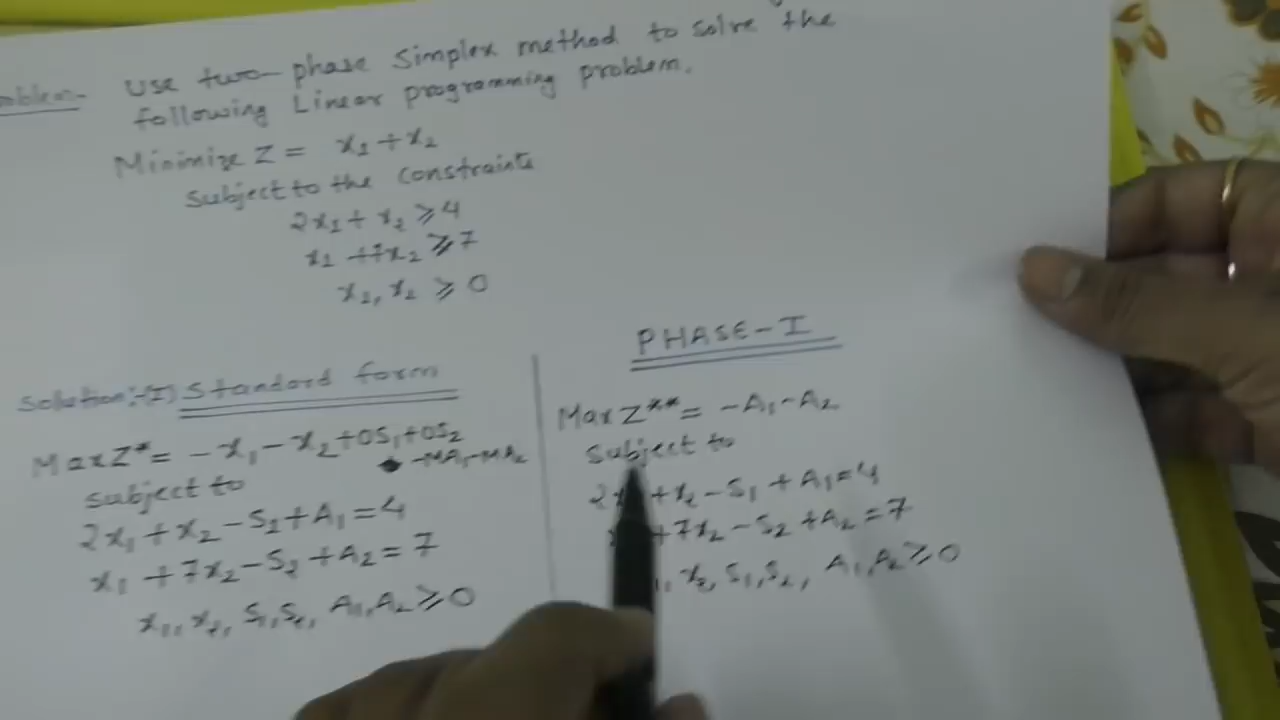 Use two-phase Simplex method to solve the
following Linear programming problem.
Minimize Z = x₁ + x₂
Subject to the constraints
2x₁ + x₂ ⩾ 4
x₁ + 7x₂ ⩾ 7
x₁, x₂ ⩾ 0
Solution:-(I) Standard form
Max Z* = -x₁ - x₂ + 0S₁ + 0S₂
-MA₁-MA₂
Subject to
2x₁ + x₂ - S₁ + A₁ = 4
x₁ + 7x₂ - S₂ + A₂ = 7
x₁, x₂, S₁, S₂, A₁, A₂ ⩾ 0
PHASE-I
Max Z** = -A₁ - A₂
Subject to
2x + x₂ - S₁ + A₁ = 4
+ 7x₂ - S₂ + A₂ = 7
, x₂, S₁, S₂, A₁, A₂ ⩾ 0